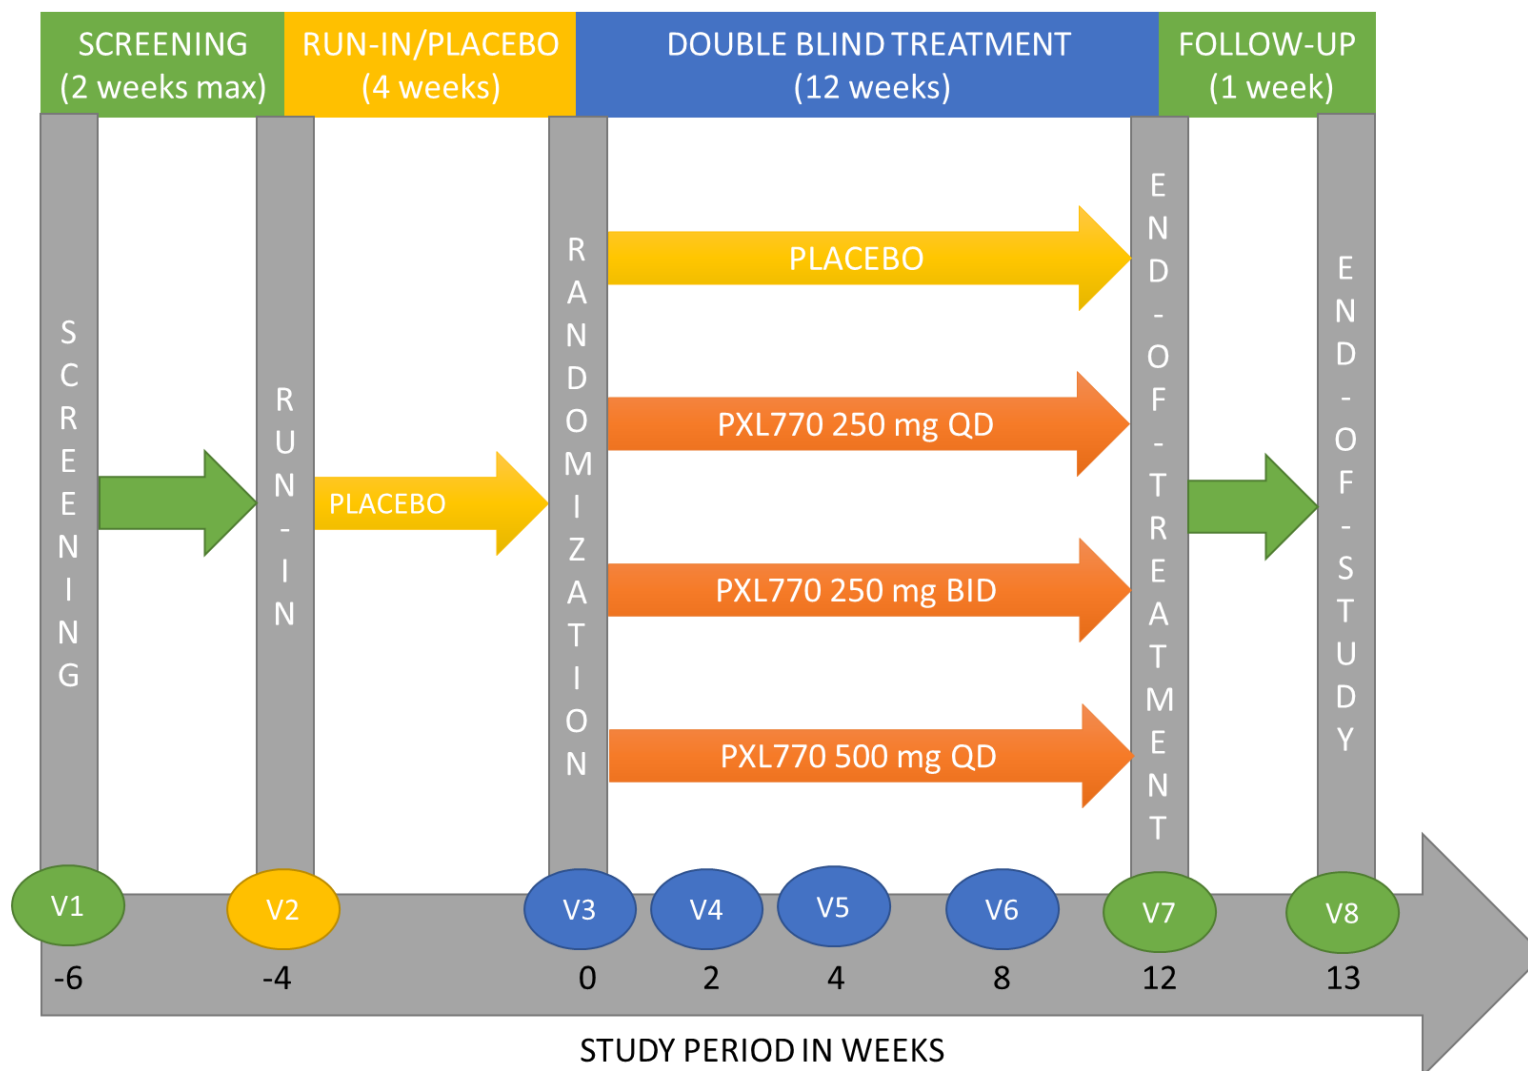 SCREENING
(2 weeks max)
RUN-IN/PLACEBO
(4 weeks)
DOUBLE BLIND TREATMENT
(12 weeks)
FOLLOW-UP
(1 week)
SCREENING
RUN-IN
RANDOMIZATION
END-OF-TREATMENT
END-OF-STUDY
PLACEBO
PLACEBO
PXL770 250 mg QD
PXL770 250 mg BID
PXL770 500 mg QD
V1
V2
V3
V4
V5
V6
V7
V8
-6
-4
0
2
4
8
12
13
STUDY PERIOD IN WEEKS